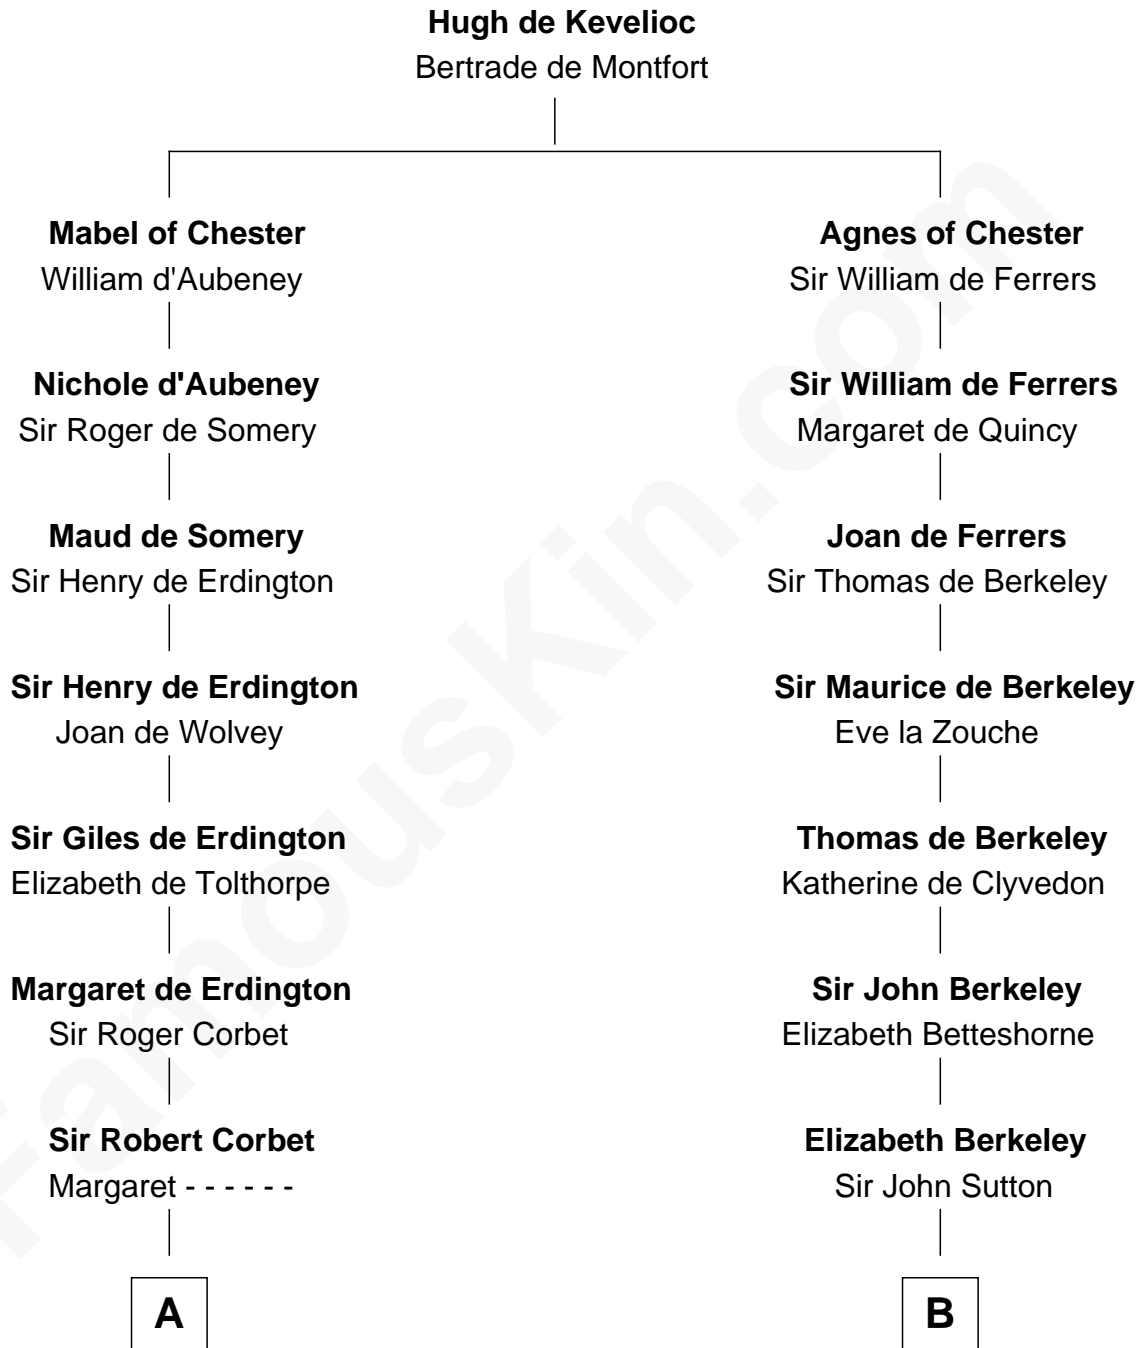 Hugh de Kevelioc
Bertrade de Montfort
Mabel of Chester
William d'Aubeney
Agnes of Chester
Sir William de Ferrers
Nichole d'Aubeney
Sir Roger de Somery
Sir William de Ferrers
Margaret de Quincy
Maud de Somery
Sir Henry de Erdington
Joan de Ferrers
Sir Thomas de Berkeley
Sir Henry de Erdington
Joan de Wolvey
Sir Maurice de Berkeley
Eve la Zouche
Sir Giles de Erdington
Elizabeth de Tolthorpe
Thomas de Berkeley
Katherine de Clyvedon
Margaret de Erdington
Sir Roger Corbet
Sir John Berkeley
Elizabeth Betteshorne
Sir Robert Corbet
Margaret - - - - - -
Elizabeth Berkeley
Sir John Sutton
A
B
FamousKin.com